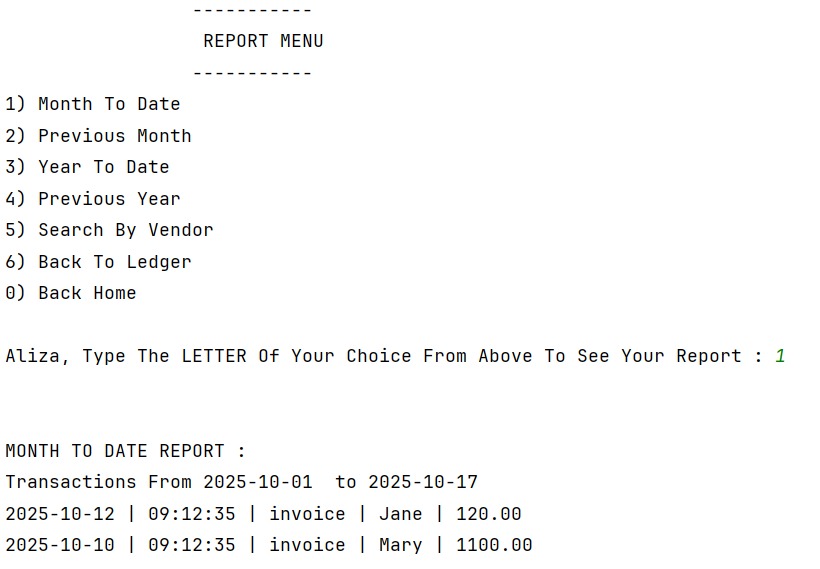 -----------
REPORT MENU
-----------
1) Month To Date
2) Previous Month
3) Year To Date
4) Previous Year
5) Search By Vendor
6) Back To Ledger
0) Back Home
Aliza, Type The LETTER Of Your Choice From Above To See Your Report : 1
MONTH TO DATE REPORT :
Transactions From 2025-10-01  to 2025-10-17
2025-10-12 | 09:12:35 | invoice | Jane | 120.00
2025-10-10 | 09:12:35 | invoice | Mary | 1100.00